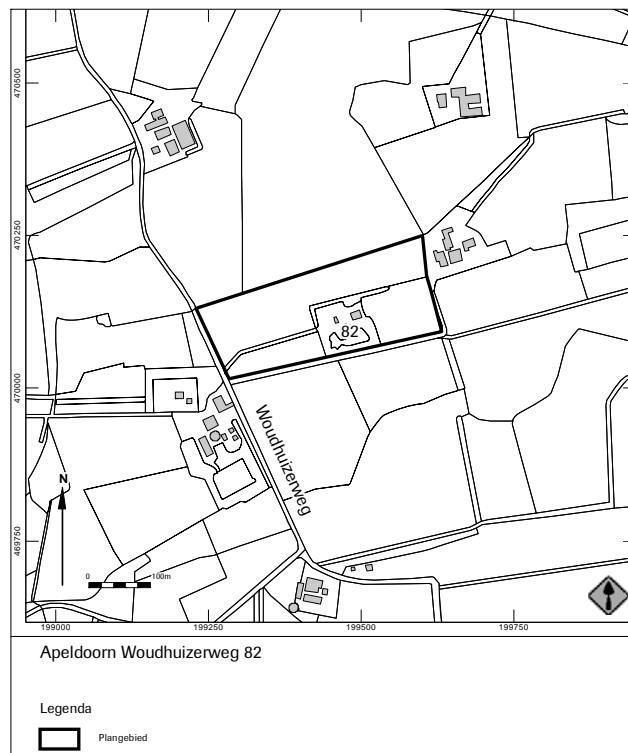 470500
470250
82
470000
Woudhuizerweg
N
469750
0 100m
199000 199250 199500 199750
Apeldoorn Woudhuizerweg 82
Legenda
Plangebied